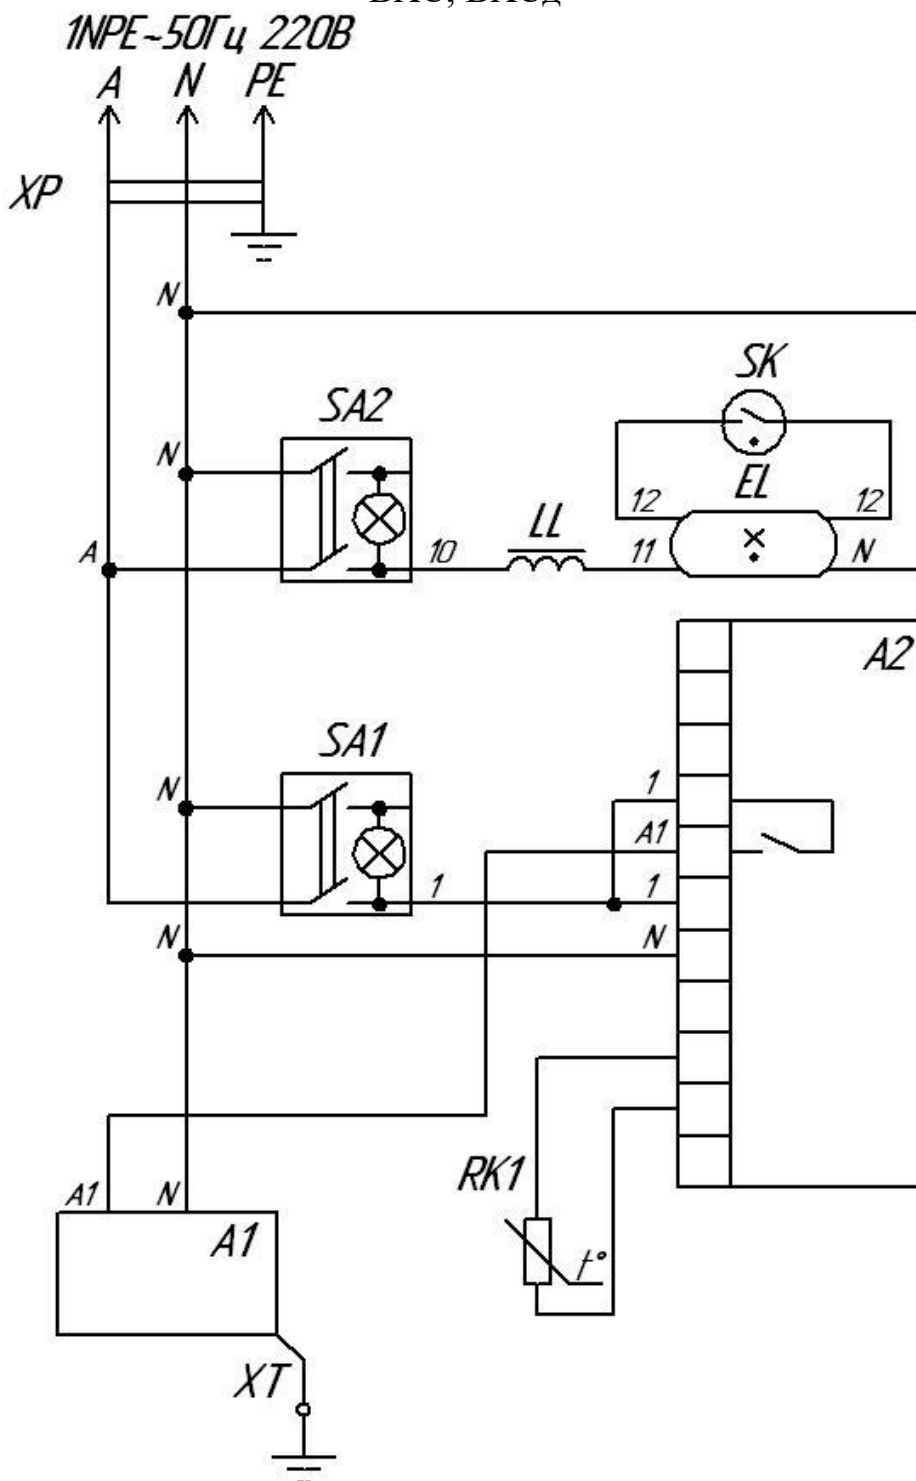 1NPE~50Гц 220В
A N PE
XP
N
SK
SA2
N
EL
12 12
LL
A 10 11 N
A2
SA1
N 1
A1
1 1
N N
RK1
A1 N
A1
t°
XT